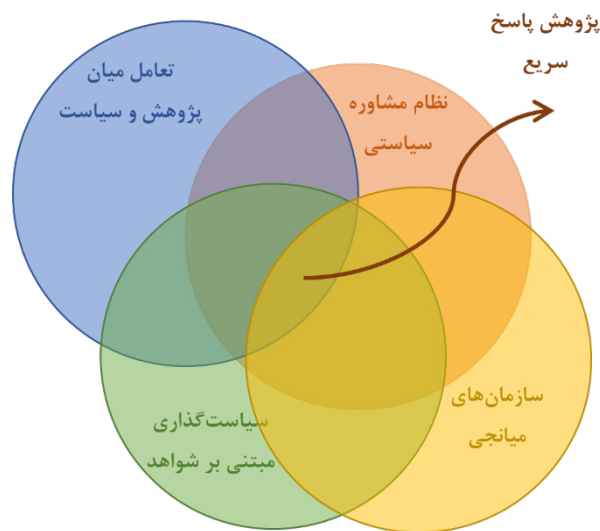 پژوهش پاسخ
سریع
تعامل میان
پژوهش و سیاست
نظام مشاوره
سیاستی
سازمان‌های
میانجی
سیاست‌گذاری
مبتنی بر شواهد